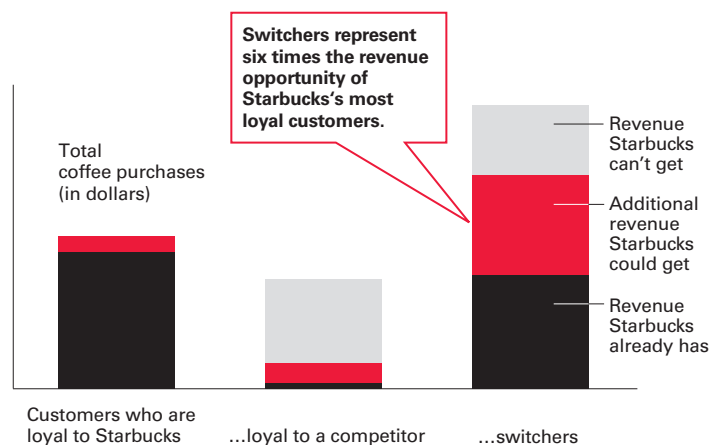 Switchers represent
six times the revenue
opportunity of
Starbucks‘s most
loyal customers.
Total
coffee purchases
(in dollars)
Revenue
Starbucks
can't get
Additional
revenue
Starbucks
could get
Revenue
Starbucks
already has
Customers who are
loyal to Starbucks
...loyal to a competitor
...switchers